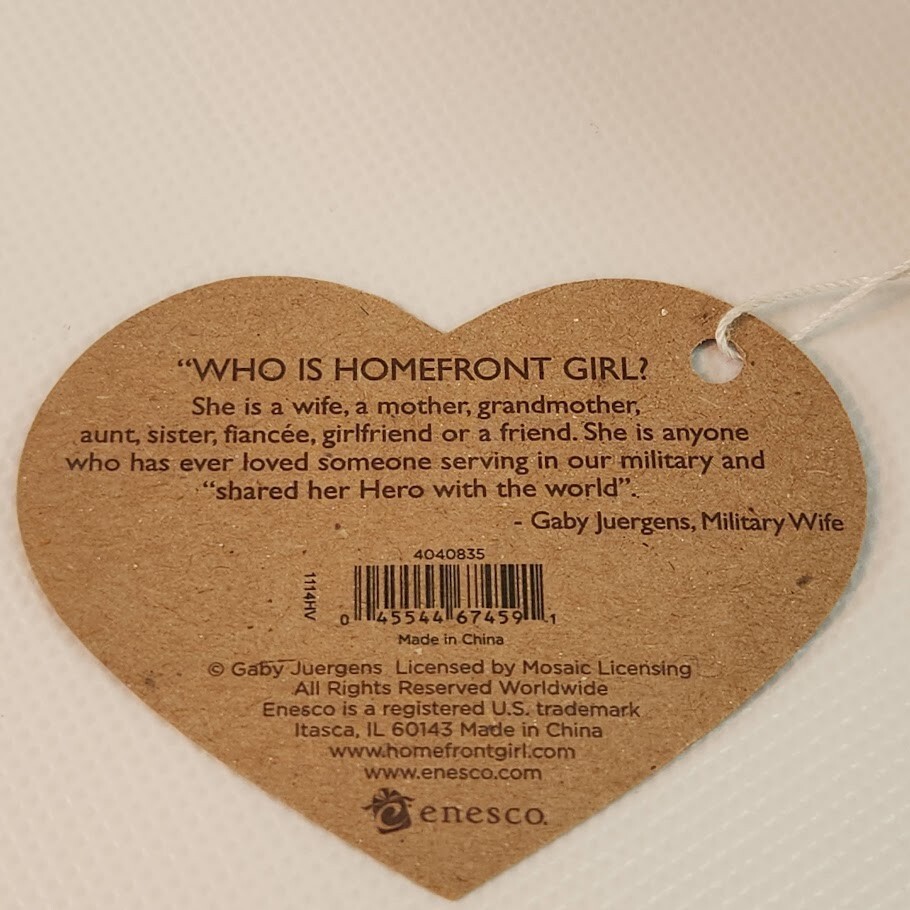 “WHO IS HOMEFRONT GIRL?
She is a wife, a mother, grandmother,
aunt, sister, fiancée, girlfriend or a friend. She is anyone
who has ever loved someone serving in our military and
“shared her Hero with the world”.
- Gaby Juergens, Military Wife
4040835
1114HV
0 45544 67459 1
Made in China
© Gaby Juergens Licensed by Mosaic Licensing
All Rights Reserved Worldwide
Enesco is a registered U.S. trademark
Itasca, IL 60143 Made in China
www.homefrontgirl.com
www.enesco.com
enesco.